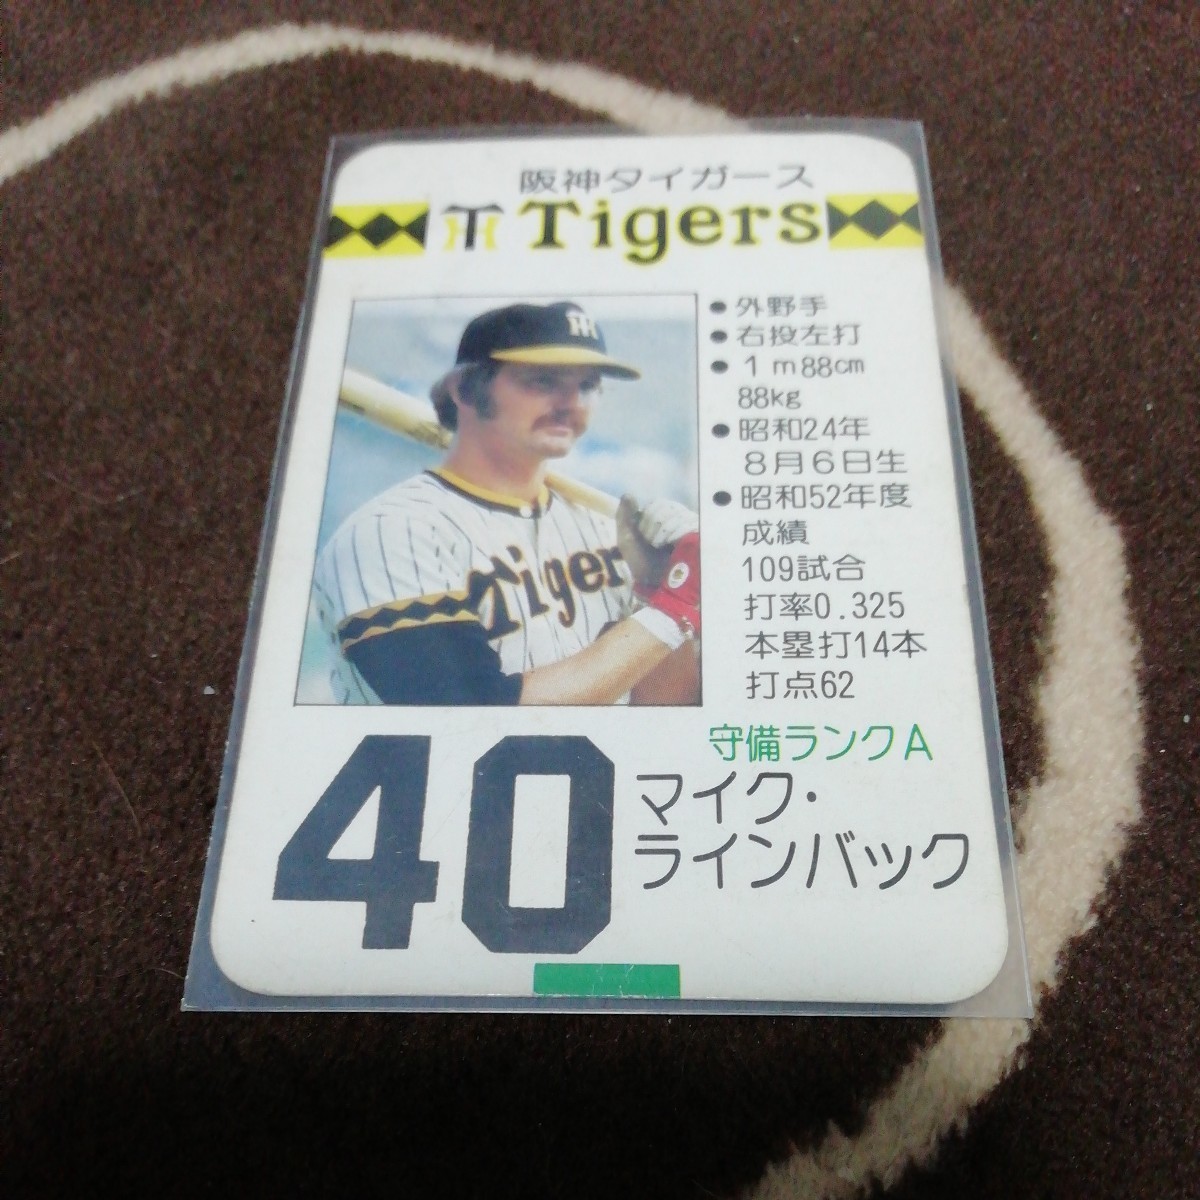 阪神タイガース
TH Tigers
TH
Tiger
●外野手
●右投左打
●1m88cm
88kg
●昭和24年
8月6日生
●昭和52年度
成績
109試合
打率0.325
本塁打14本
打点62
守備ランクA
40
マイク・
ラインバック